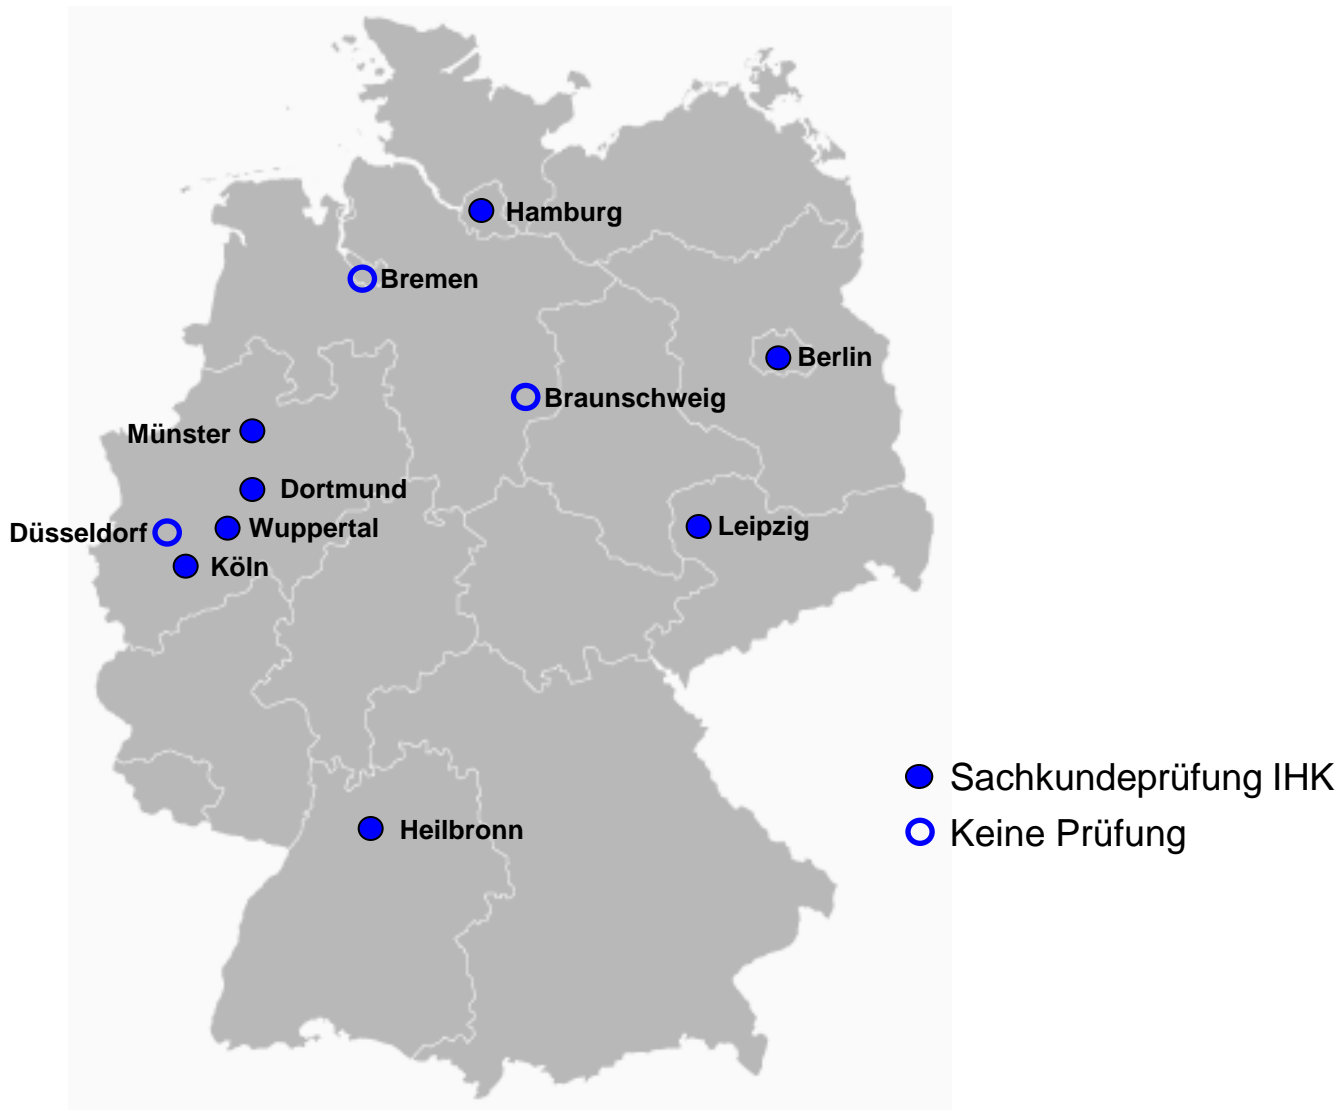 Hamburg
Bremen
Berlin
Braunschweig
Münster
Dortmund
Düsseldorf
Wuppertal
Leipzig
Köln
Sachkundeprüfung IHK
Keine Prüfung
Heilbronn